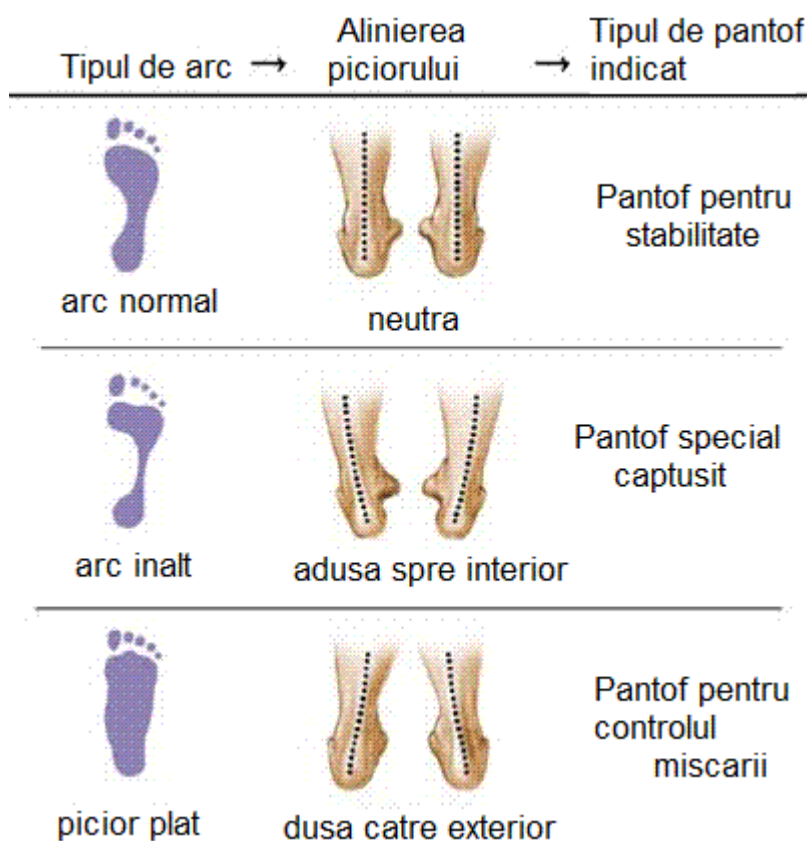 Tipul de arc →
Alinierea
piciorului →
Tipul de pantof
indicat
arc normal
neutra
Pantof pentru
stabilitate
arc inalt
adusa spre interior
Pantof special
captusit
picior plat
dusa catre exterior
Pantof pentru
controlul
miscarii